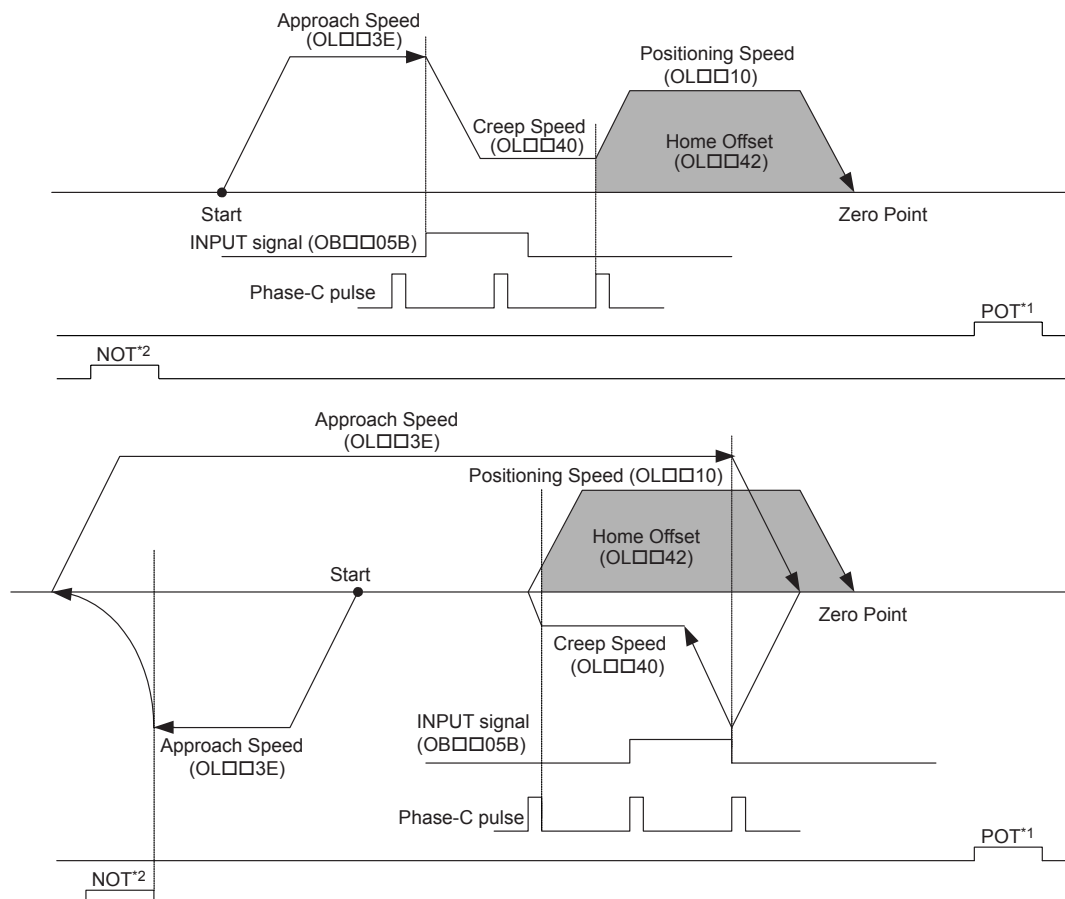 Approach Speed
(OL□□3E)
Positioning Speed
(OL□□10)
Creep Speed
(OL□□40)
Home Offset
(OL□□42)
Start
Zero Point
INPUT signal (OB□□05B)
Phase-C pulse
POT*1
NOT*2
Approach Speed
(OL□□3E)
Positioning Speed (OL□□10)
Home Offset
(OL□□42)
Start
Zero Point
Creep Speed
(OL□□40)
INPUT signal
(OB□□05B)
Approach Speed
(OL□□3E)
Phase-C pulse
POT*1
NOT*2